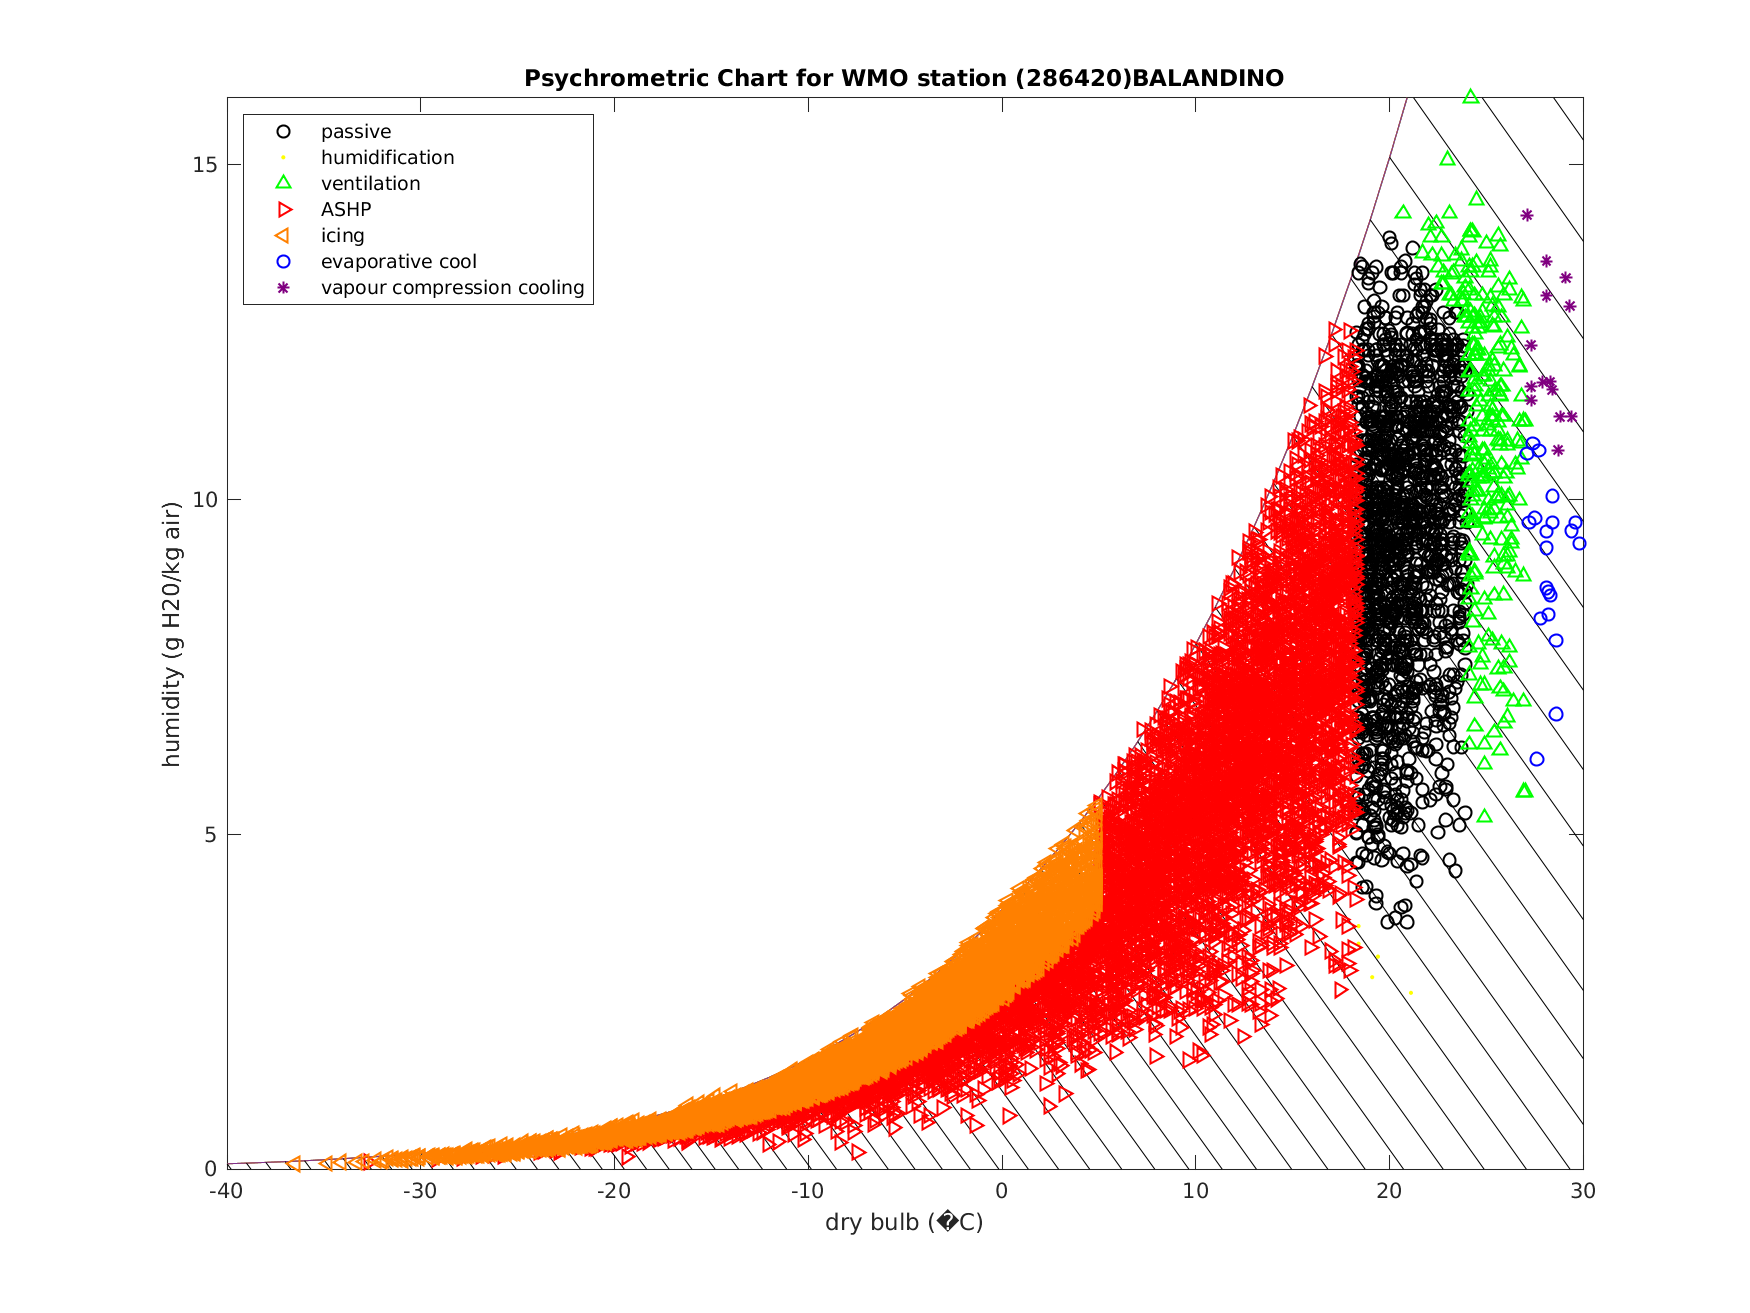 Psychrometric Chart for WMO station (286420)BALANDINO
passive
humidification
ventilation
ASHP
icing
evaporative cool
vapour compression cooling
15
10
5
0
humidity (g H20/kg air)
-40 -30 -20 -10 0 10 20 30
dry bulb (�C)